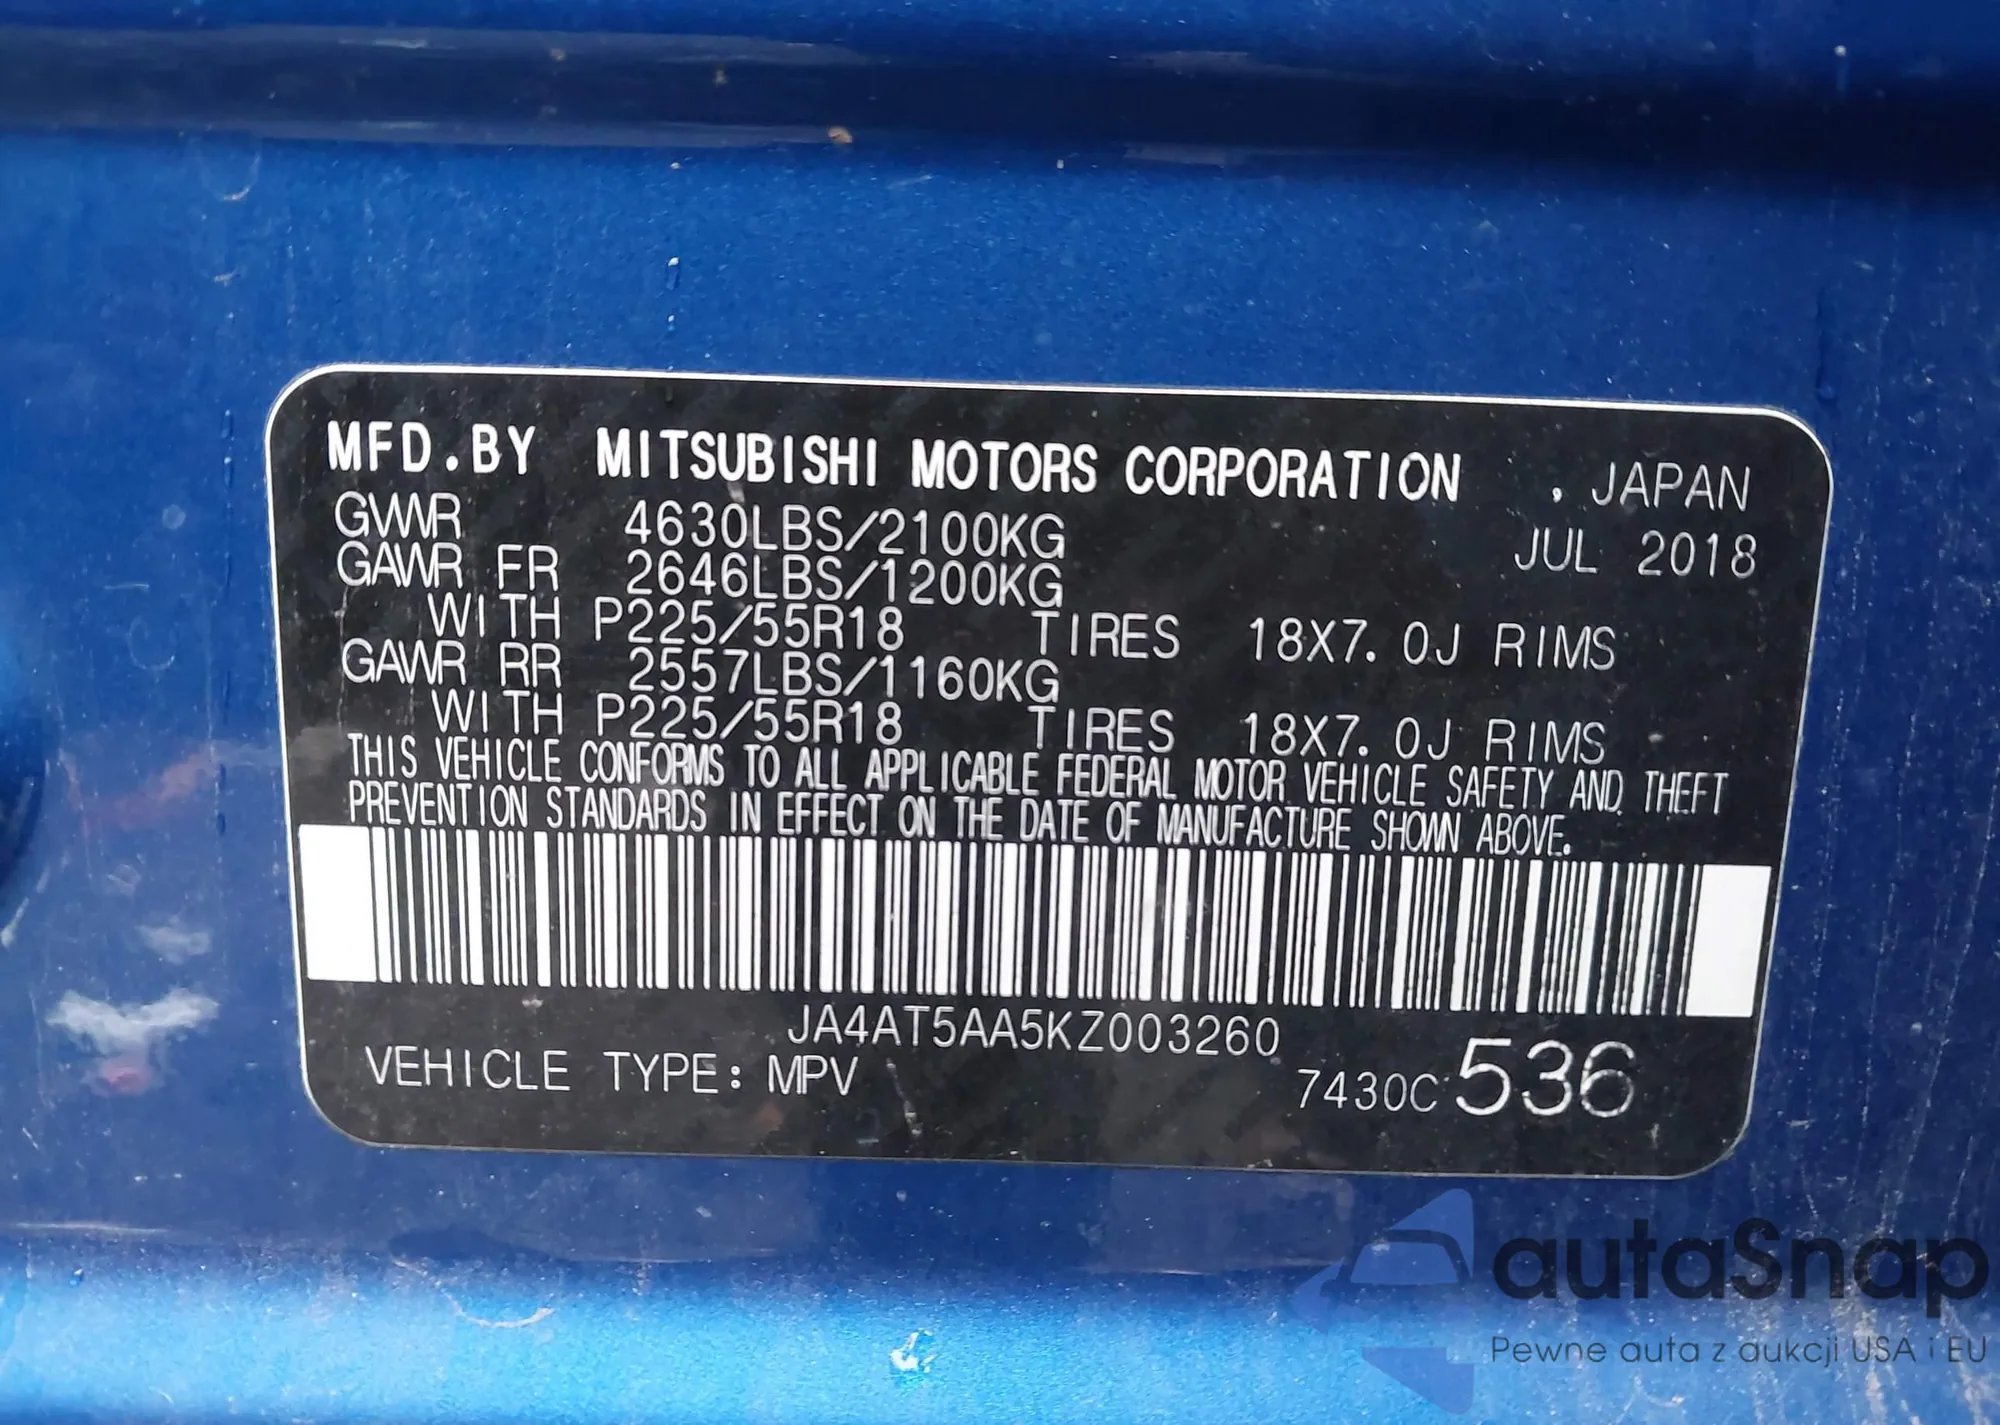 MFD.BY MITSUBISHI MOTORS CORPORATION , JAPAN
GVWR 4630LBS/2100KG JUL 2018
GAWR FR 2646LBS/1200KG
WITH P225/55R18 TIRES 18X7.0J RIMS
GAWR RR 2557LBS/1160KG
WITH P225/55R18 TIRES 18X7.0J RIMS
THIS VEHICLE CONFORMS TO ALL APPLICABLE FEDERAL MOTOR VEHICLE SAFETY AND THEFT
PREVENTION STANDARDS IN EFFECT ON THE DATE OF MANUFACTURE SHOWN ABOVE.
JA4AT5AA5KZ003260
VEHICLE TYPE: MPV 7430C536
autaSnap
Pewne auta z aukcji USA i EU